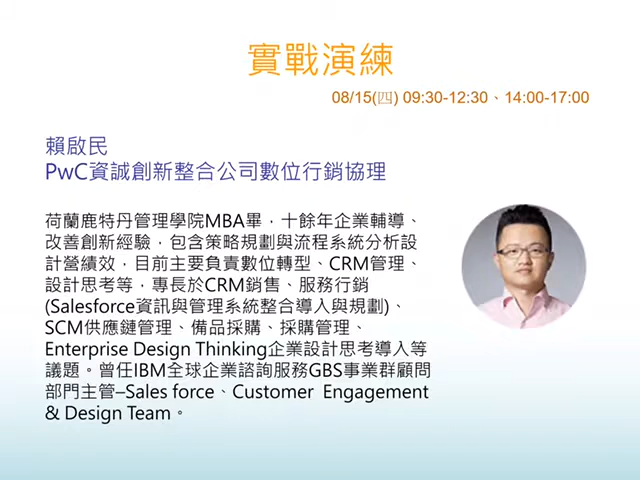 實戰演練
08/15(四) 09:30-12:30、14:00-17:00
賴啟民
PwC資誠創新整合公司數位行銷協理
荷蘭鹿特丹管理學院MBA畢，十餘年企業輔導、
改善創新經驗，包含策略規劃與流程系統分析設
計營績效，目前主要負責數位轉型、CRM管理、
設計思考等，專長於CRM銷售、服務行銷
(Salesforce資訊與管理系統整合導入與規劃)、
SCM供應鏈管理、備品採購、採購管理、
Enterprise Design Thinking企業設計思考導入等
議題。曾任IBM全球企業諮詢服務GBS事業群顧問
部門主管–Sales force、Customer Engagement
& Design Team。